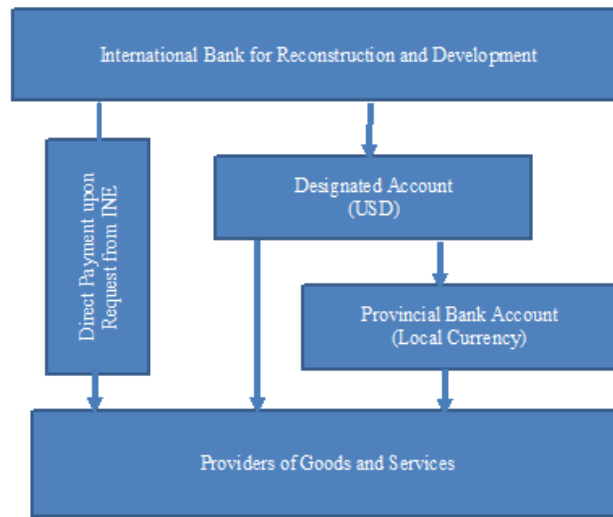 International Bank for Reconstruction and Development
Direct Payment upon
Request from INE
Designated Account
(USD)
Provincial Bank Account
(Local Currency)
Providers of Goods and Services